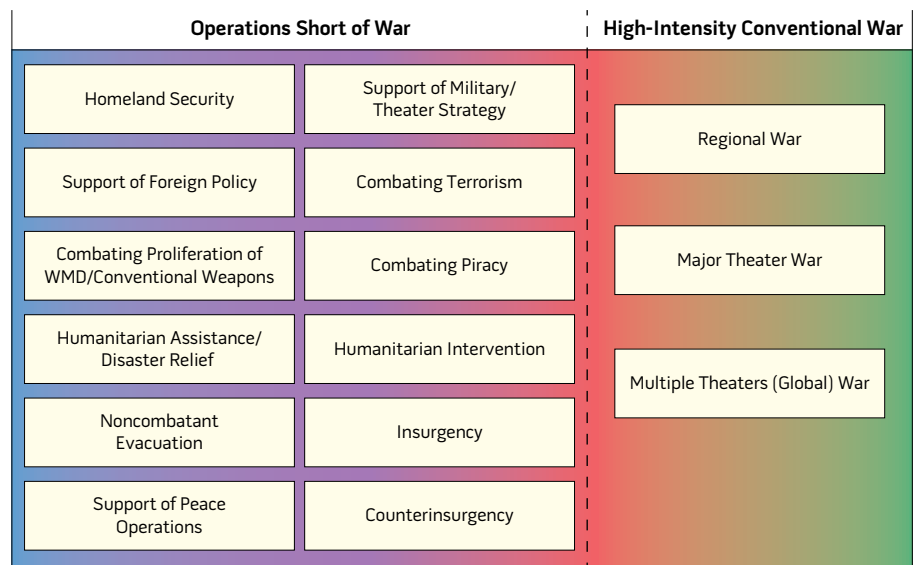 Operations Short of War
High-Intensity Conventional War
Homeland Security
Support of Military/
Theater Strategy
Support of Foreign Policy
Combating Terrorism
Combating Proliferation of
WMD/Conventional Weapons
Combating Piracy
Humanitarian Assistance/
Disaster Relief
Humanitarian Intervention
Noncombatant
Evacuation
Insurgency
Support of Peace
Operations
Counterinsurgency
Regional War
Major Theater War
Multiple Theaters (Global) War